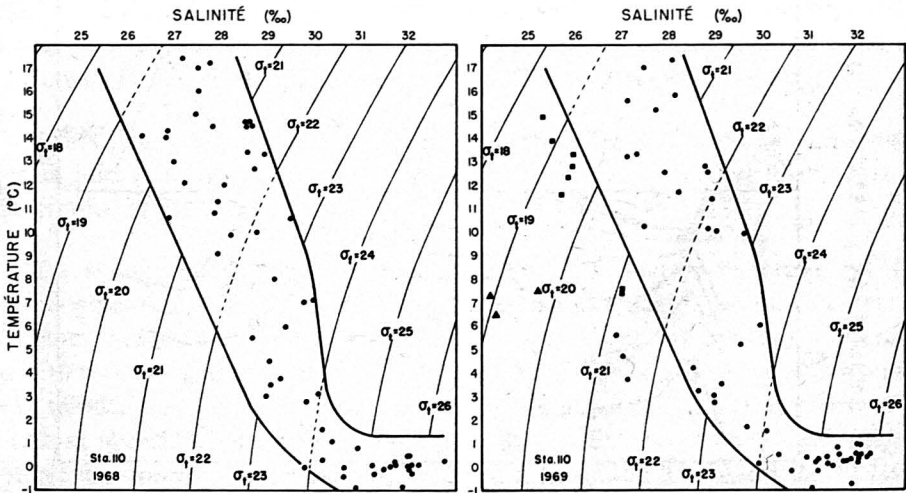 SALINITÉ (‰)
25 26 27 28 29 30 31 32
TEMPÉRATURE (°C)
17
16
15
14
13
12
11
10
9
8
7
6
5
4
3
2
1
0
-1
σt=21
σt=22
σt=18
σt=23
σt=19
σt=24
σt=20
σt=25
σt=21
σt=26
σt=22
σt=23
Sta.110
1968
SALINITÉ (‰)
25 26 27 28 29 30 31 32
17
16
15
14
13
12
11
10
9
8
7
6
5
4
3
2
1
0
-1
σt=21
σt=22
σt=18
σt=23
σt=19
σt=24
σt=20
σt=25
σt=21
σt=26
σt=22
σt=23
Sta.110
1969